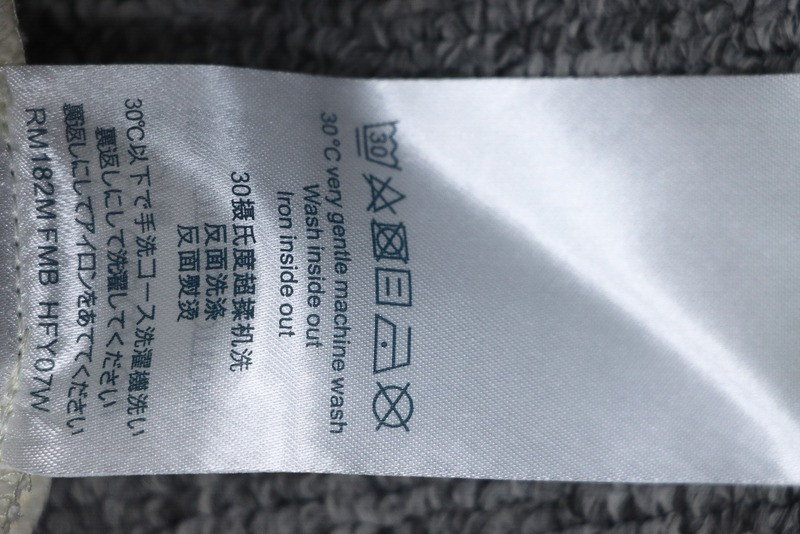 30
30°C very gentle machine wash
Wash inside out
Iron inside out
30摄氏度超揉机洗
反面洗涤
反面熨烫
30℃以下で手洗コース洗濯機洗い
裏返しにして洗濯してください
裏返しにしてアイロンをあててください
RM182M FMB HFY07W